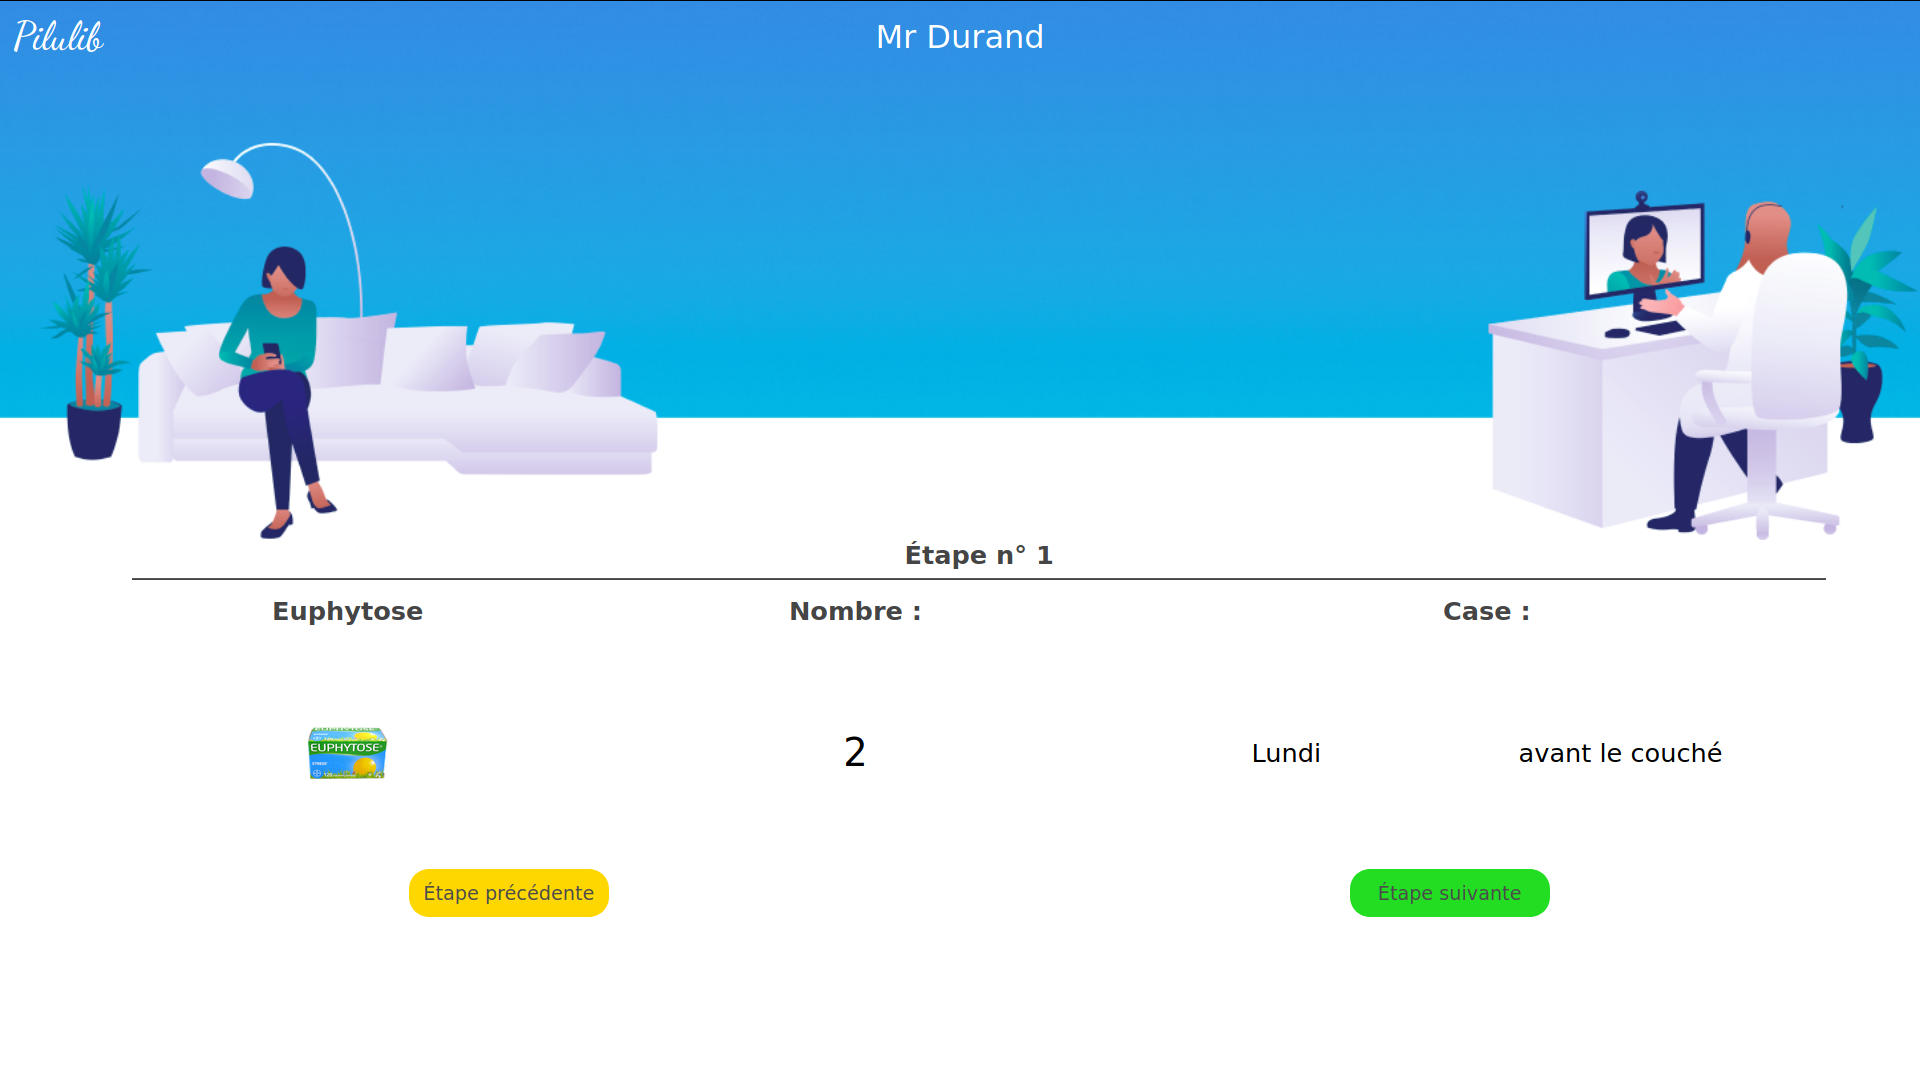 Pilulib
Mr Durand
Étape n° 1
Euphytose
Nombre :
Case :
EUPHYTOSE
2
Lundi
avant le couché
Étape précédente
Étape suivante